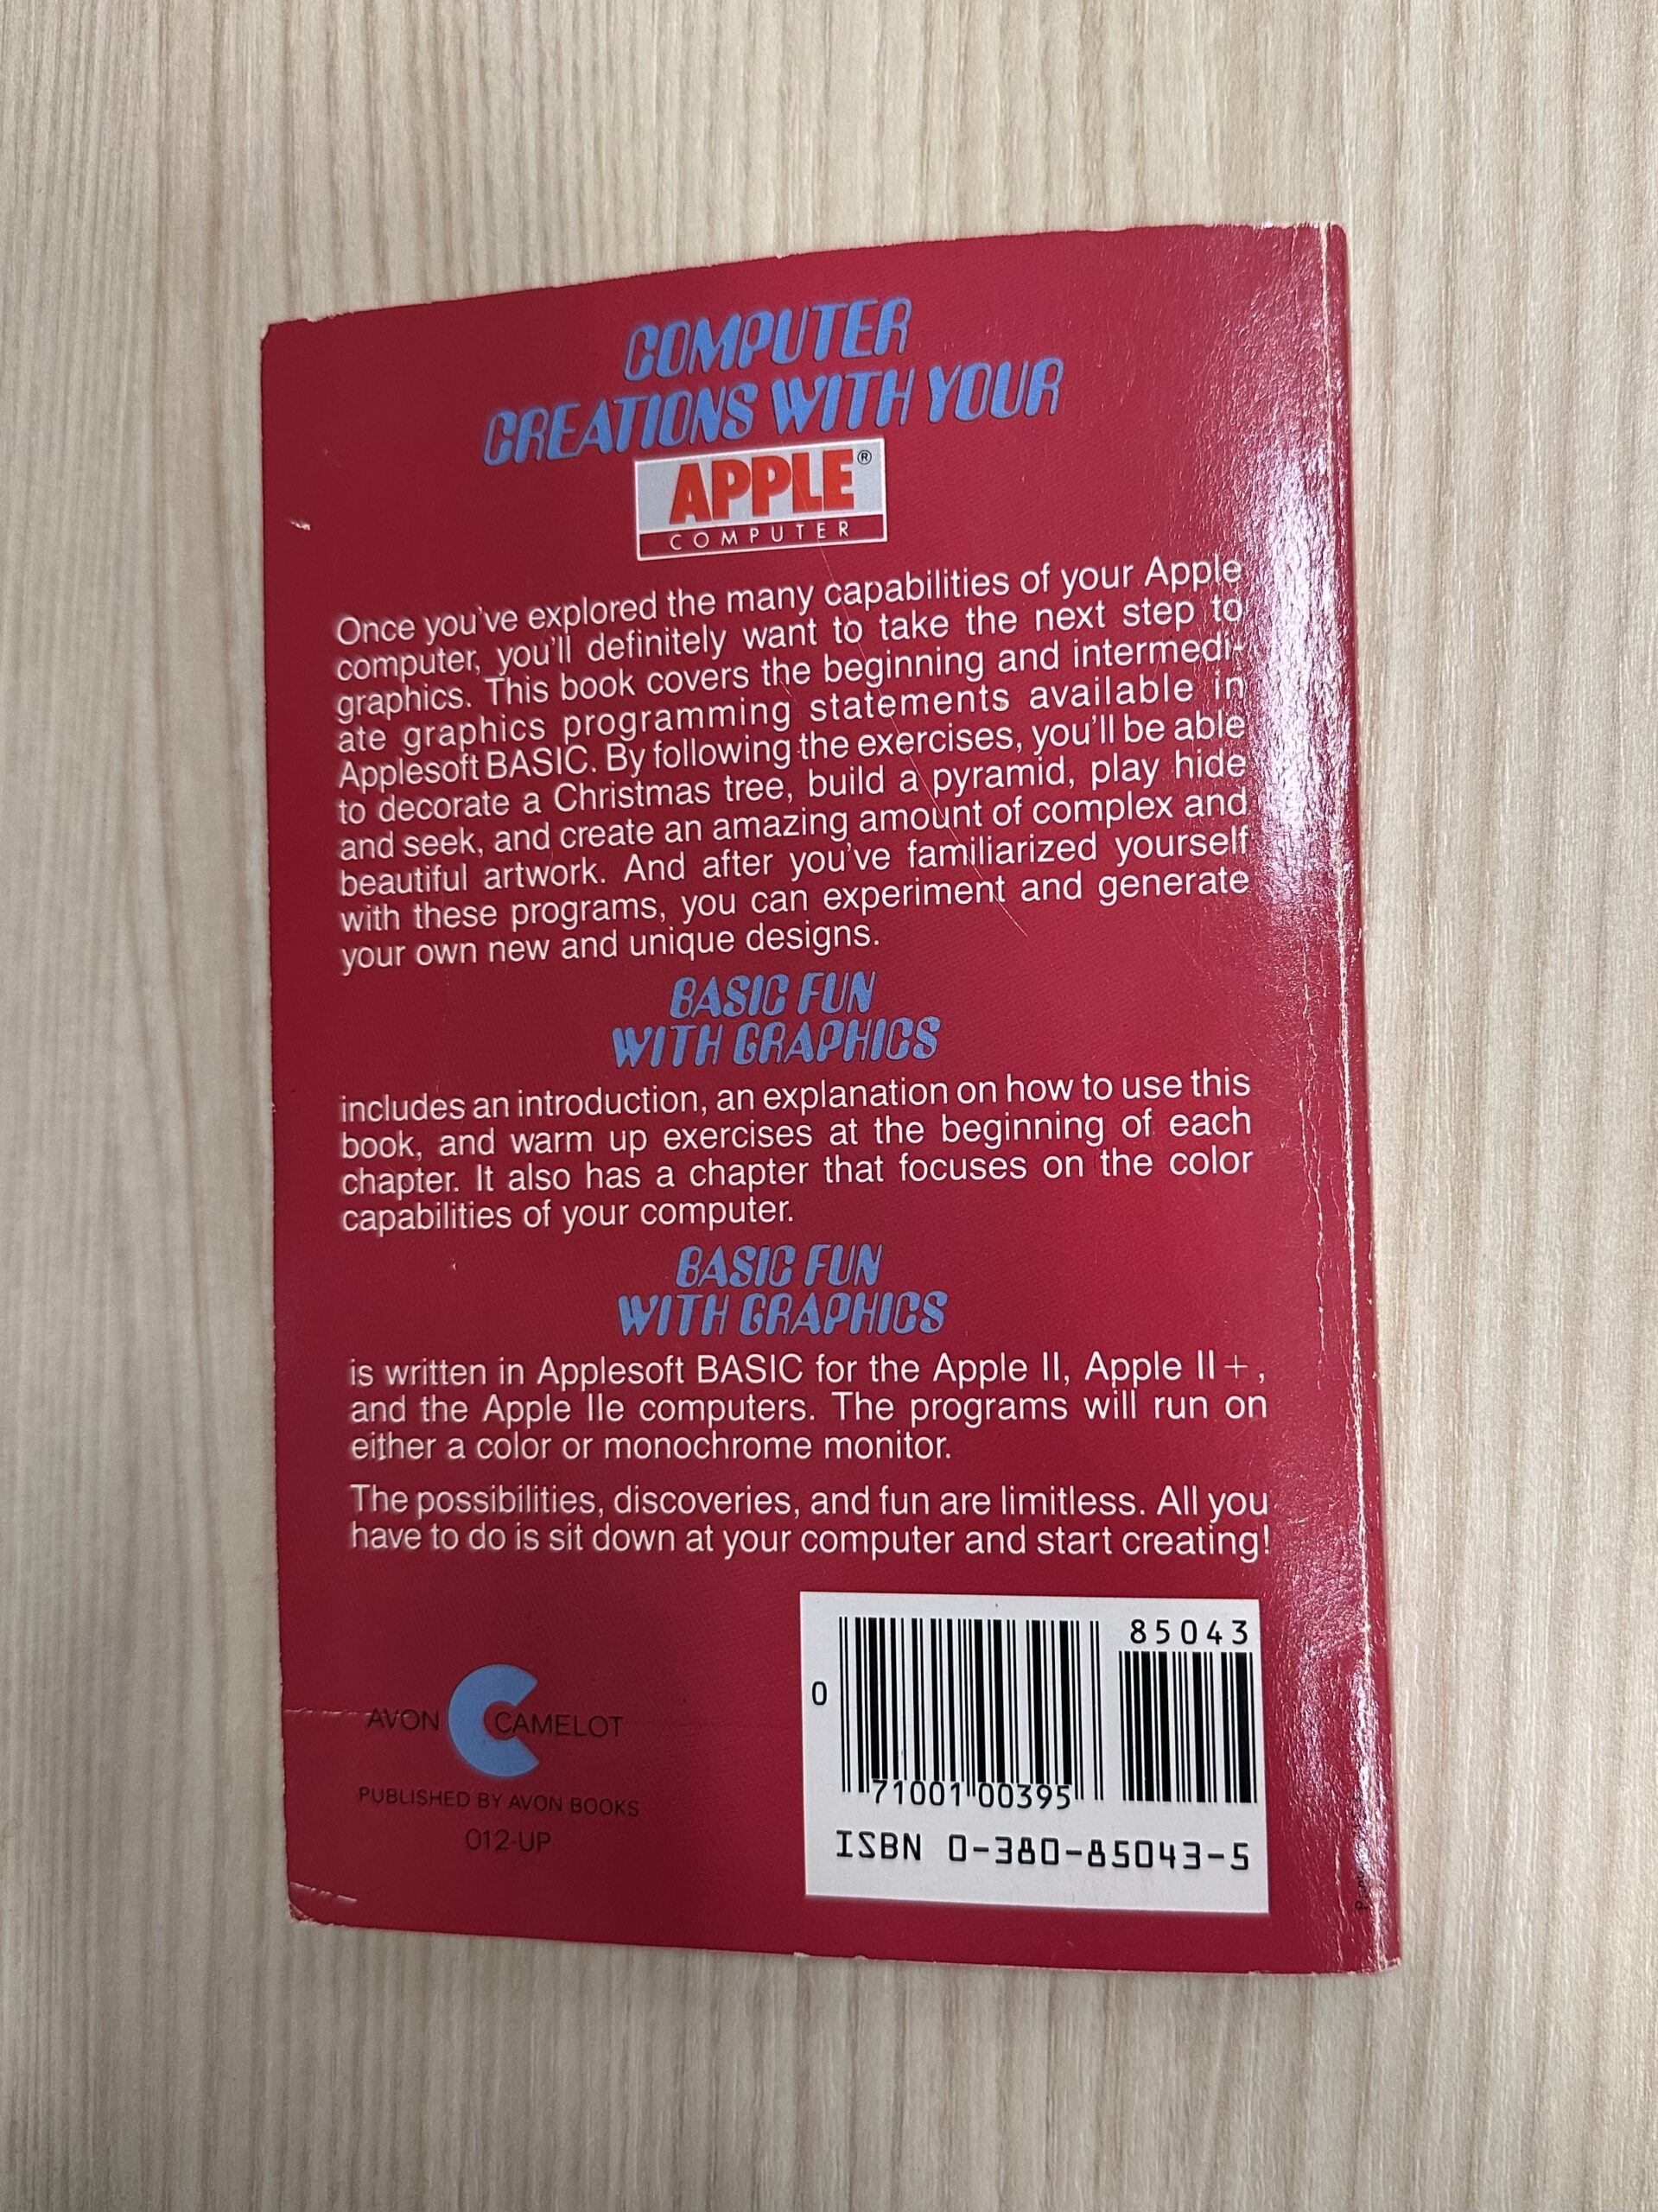 COMPUTER
CREATIONS WITH YOUR
APPLE®
COMPUTER
Once you've explored the many capabilities of your Apple
computer, you'll definitely want to take the next step to
graphics. This book covers the beginning and intermedi-
ate graphics programming statements available in
Applesoft BASIC. By following the exercises, you'll be able
to decorate a Christmas tree, build a pyramid, play hide
and seek, and create an amazing amount of complex and
beautiful artwork. And after you've familiarized yourself
with these programs, you can experiment and generate
your own new and unique designs.
BASIC FUN
WITH GRAPHICS
includes an introduction, an explanation on how to use this
book, and warm up exercises at the beginning of each
chapter. It also has a chapter that focuses on the color
capabilities of your computer.
BASIC FUN
WITH GRAPHICS
is written in Applesoft BASIC for the Apple II, Apple II+,
and the Apple IIe computers. The programs will run on
either a color or monochrome monitor.
The possibilities, discoveries, and fun are limitless. All you
have to do is sit down at your computer and start creating!
AVON CAMELOT
PUBLISHED BY AVON BOOKS
012-UP
85043
0 71001 00395
ISBN 0-380-85043-5